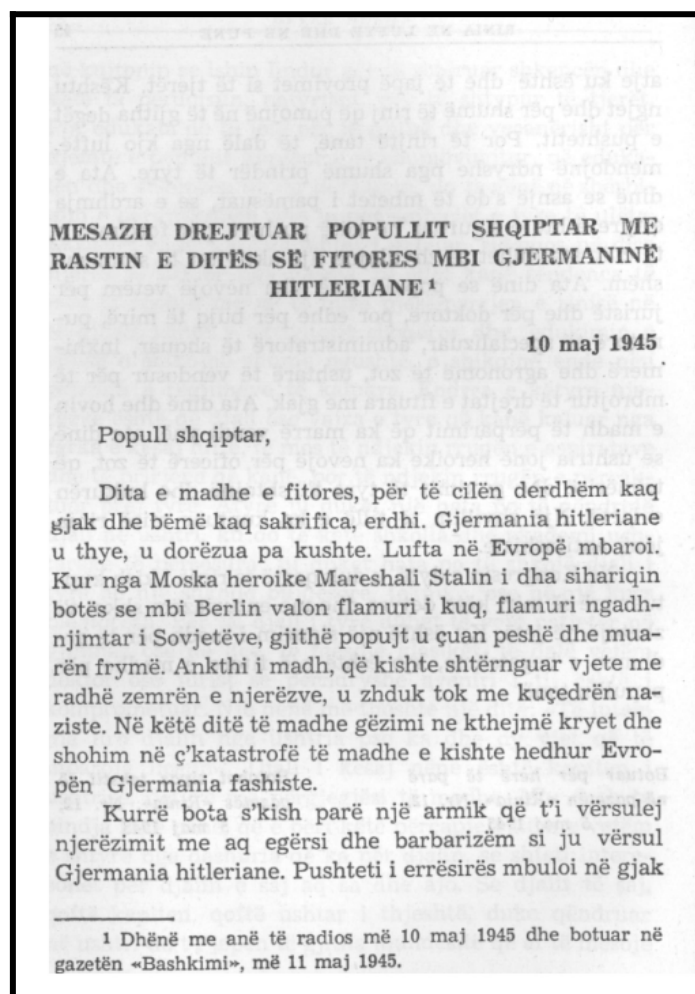 MESAZH DREJTUAR POPULLIT SHQIPTAR ME
RASTIN E DITËS SË FITORES MBI GJERMANINË
HITLERIANE ¹
10 maj 1945
Popull shqiptar,
Dita e madhe e fitores, për të cilën derdhëm kaq
gjak dhe bëmë kaq sakrifica, erdhi. Gjermania hitleriane
u thye, u dorëzua pa kushte. Lufta në Evropë mbaroi.
Kur nga Moska heroike Mareshali Stalin i dha sihariqin
botës se mbi Berlin valon flamuri i kuq, flamuri ngadh-
njimtar i Sovjetëve, gjithë popujt u çuan peshë dhe mua-
rën frymë. Ankthi i madh, që kishte shtërnguar vjete me
radhë zemrën e njerëzve, u zhduk tok me kuçedrën na-
ziste. Në këtë ditë të madhe gëzimi ne kthejmë kryet dhe
shohim në ç'katastrofë të madhe e kishte hedhur Evro-
pën Gjermania fashiste.
Kurrë bota s'kish parë një armik që t'i vërsulej
njerëzimit me aq egërsi dhe barbarizëm si ju vërsul
Gjermania hitleriane. Pushteti i errësirës mbuloi në gjak
1 Dhënë me anë të radios më 10 maj 1945 dhe botuar në
gazetën «Bashkimi», më 11 maj 1945.